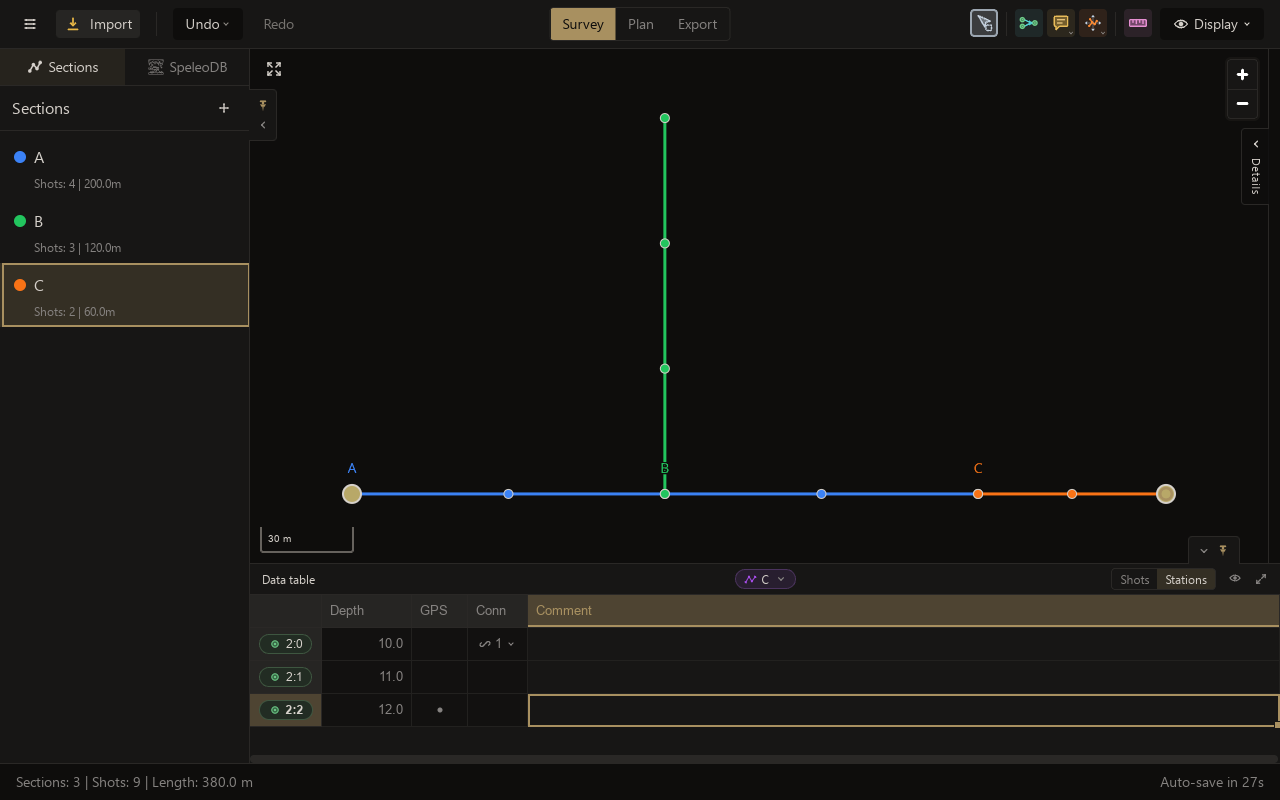 Import
Undo
Redo
Survey
Plan
Export
Display
Sections
SpeleoDB
Sections
A
Shots: 4 | 200.0m
B
Shots: 3 | 120.0m
C
Shots: 2 | 60.0m
Details
A
B
C
30 m
Data table
C
Shots
Stations
Depth
GPS
Conn
Comment
2:0
10.0
1
2:1
11.0
2:2
12.0
Sections: 3 | Shots: 9 | Length: 380.0 m
Auto-save in 27s